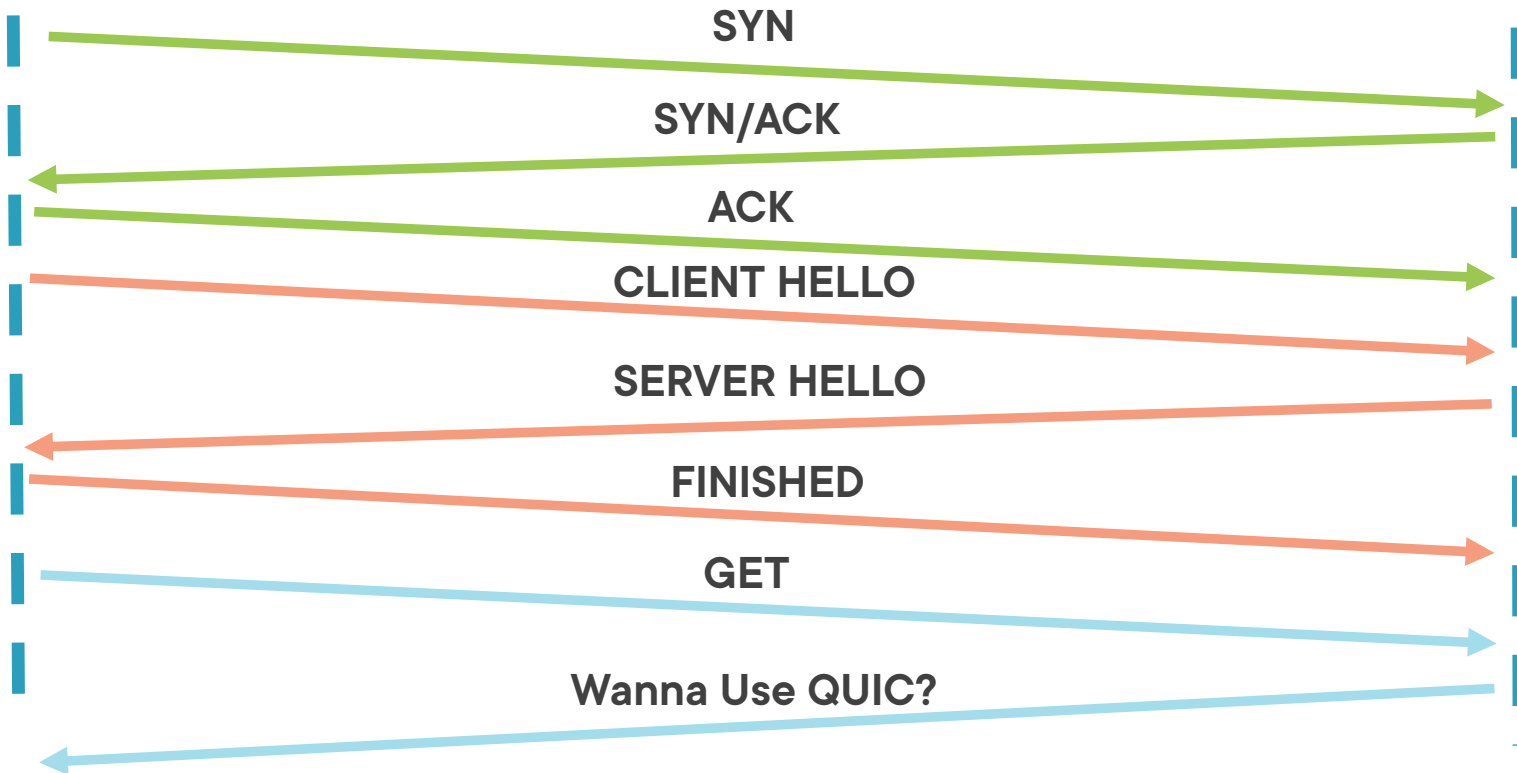 SYN
SYN/ACK
ACK
CLIENT HELLO
SERVER HELLO
FINISHED
GET
Wanna Use QUIC?